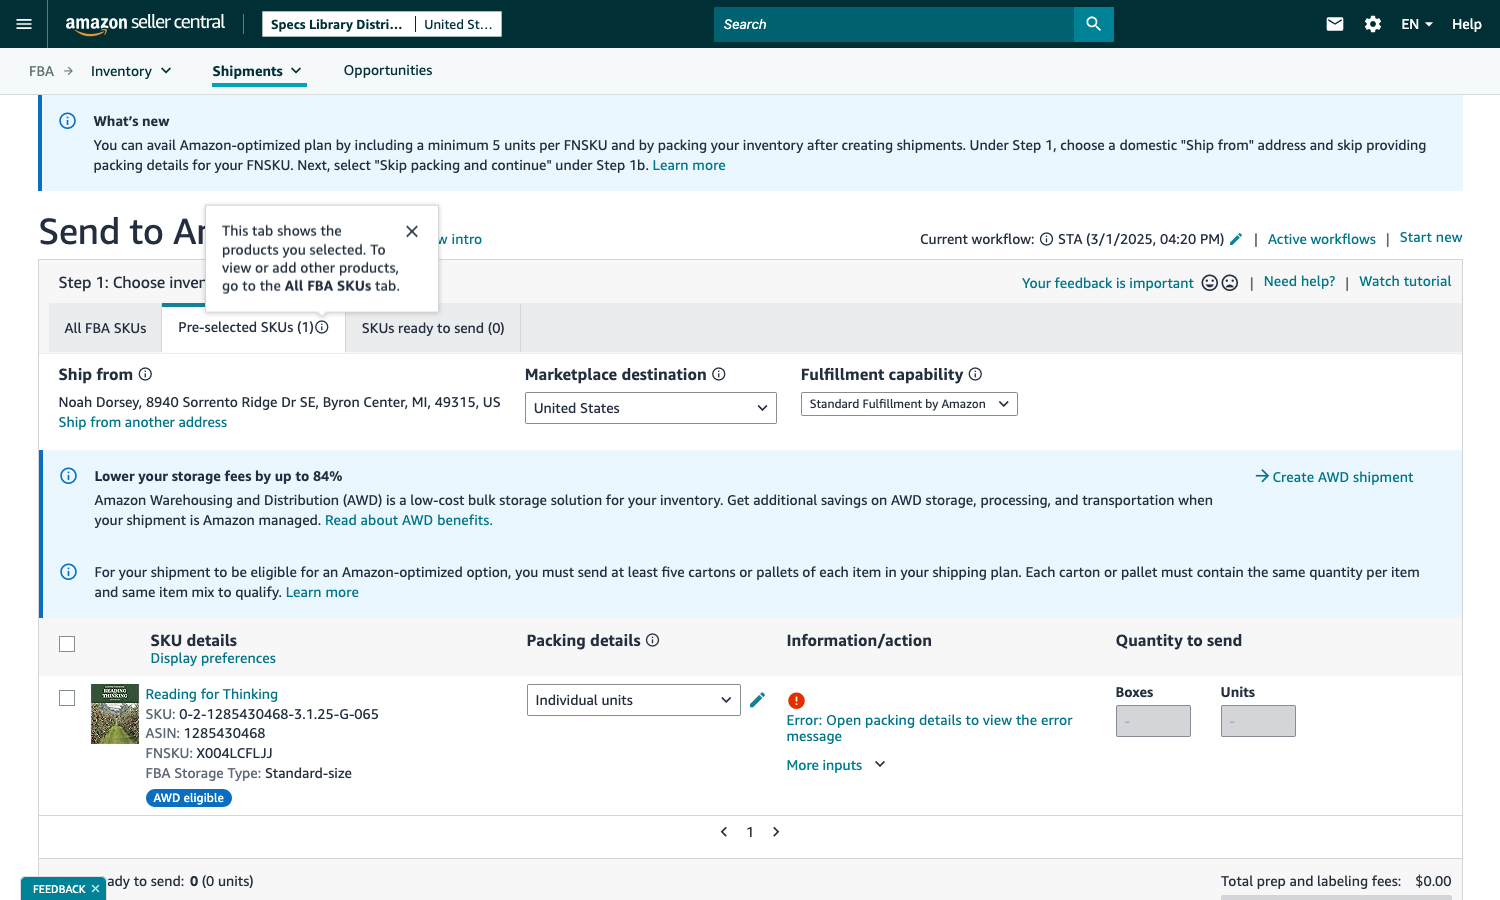 amazon seller central
Specs Library Distri... | United St...
Search
EN
Help
FBA
Inventory
Shipments
Opportunities
What's new
You can avail Amazon-optimized plan by including a minimum 5 units per FNSKU and by packing your inventory after creating shipments. Under Step 1, choose a domestic "Ship from" address and skip providing
packing details for your FNSKU. Next, select "Skip packing and continue" under Step 1b. Learn more
Send to Ar
w intro
Current workflow: STA (3/1/2025, 04:20 PM) | Active workflows | Start new
This tab shows the
products you selected. To
view or add other products,
go to the All FBA SKUs tab.
Step 1: Choose inver
Your feedback is important | Need help? | Watch tutorial
All FBA SKUs
Pre-selected SKUs (1)
SKUs ready to send (0)
Ship from
Noah Dorsey, 8940 Sorrento Ridge Dr SE, Byron Center, MI, 49315, US
Ship from another address
Marketplace destination
United States
Fulfillment capability
Standard Fulfillment by Amazon
Lower your storage fees by up to 84%
Amazon Warehousing and Distribution (AWD) is a low-cost bulk storage solution for your inventory. Get additional savings on AWD storage, processing, and transportation when
your shipment is Amazon managed. Read about AWD benefits.
Create AWD shipment
For your shipment to be eligible for an Amazon-optimized option, you must send at least five cartons or pallets of each item in your shipping plan. Each carton or pallet must contain the same quantity per item
and same item mix to qualify. Learn more
SKU details
Display preferences
Packing details
Information/action
Quantity to send
READING
THINKING
Reading for Thinking
SKU: 0-2-1285430468-3.1.25-G-065
ASIN: 1285430468
FNSKU: X004LCFLJJ
FBA Storage Type: Standard-size
AWD eligible
Individual units
Error: Open packing details to view the error
message
More inputs
Boxes
-
Units
-
1
FEEDBACK
ady to send: 0 (0 units)
Total prep and labeling fees: $0.00